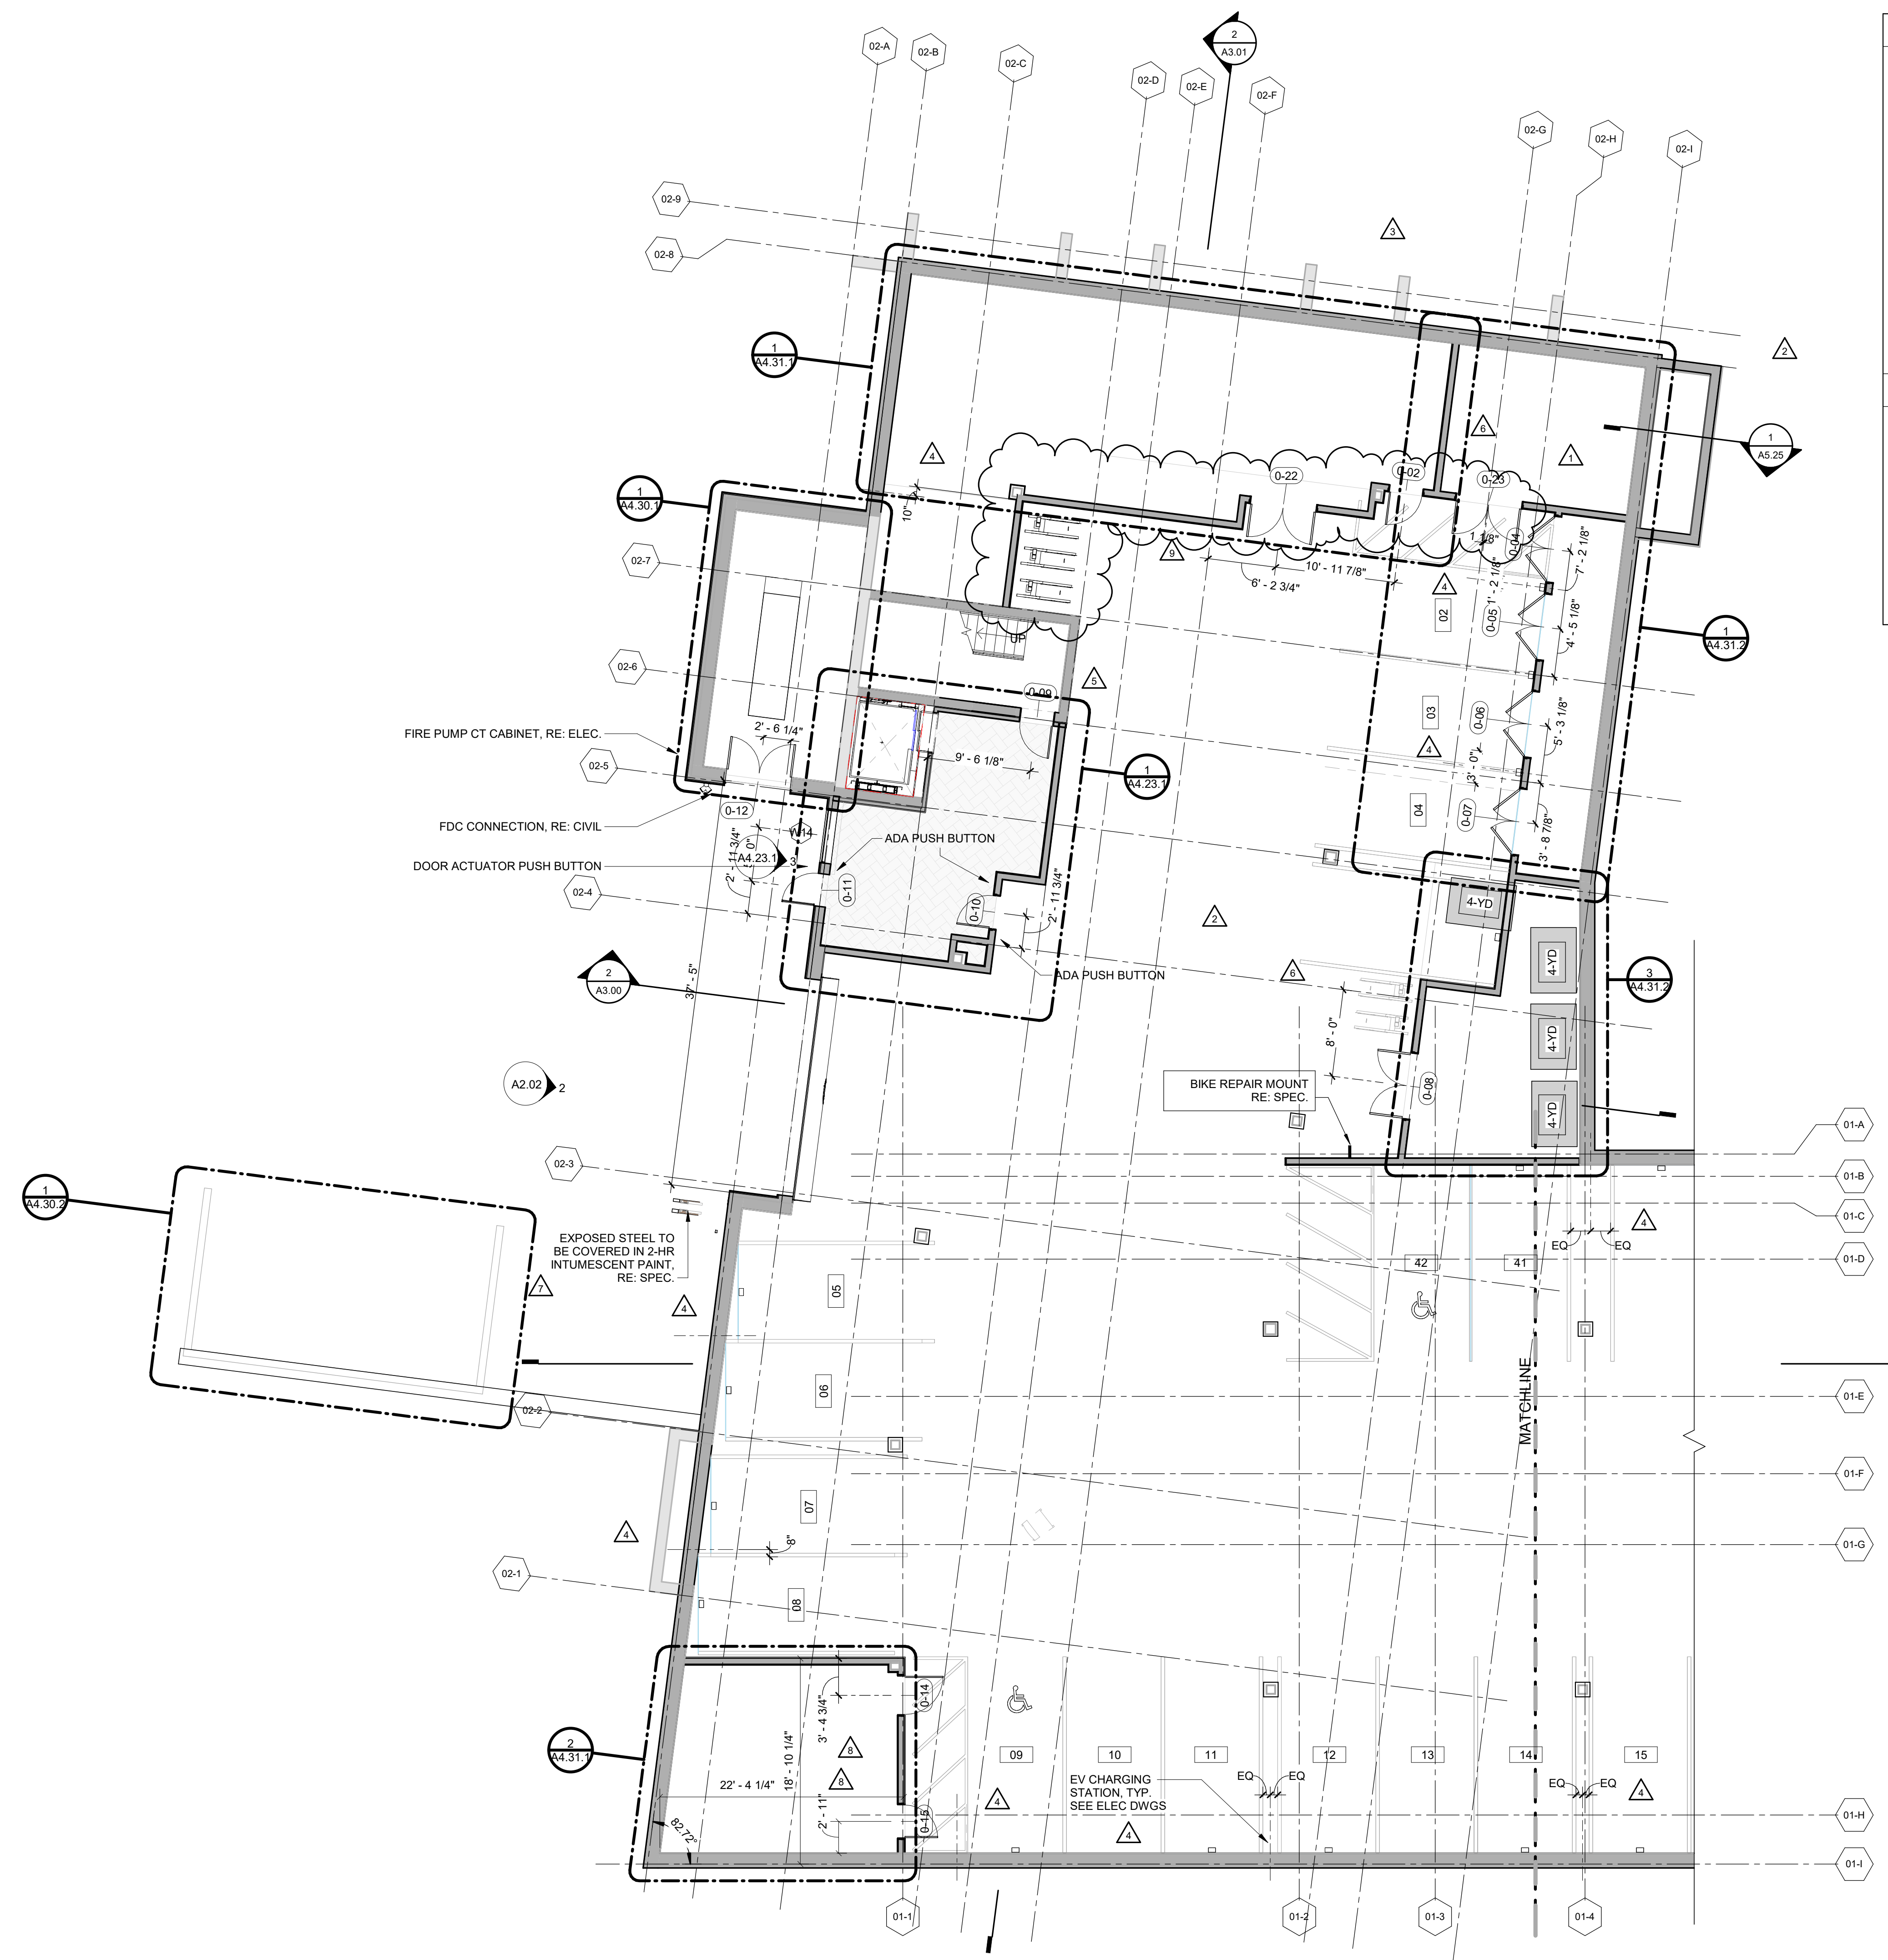 2
A3.01
02-A
02-B
02-C
02-D
02-E
02-F
02-G
02-H
02-I
02-9
02-8
3
2
1
A4.31.1
6
4
1
1
A5.25
0-22
0-02
0-23
1
A4.30.1
10"
1 1/8"
0-04
7' - 2 1/8"
9
10' - 11 7/8"
6' - 2 3/4"
4
1' - 2 1/8"
02-7
02
0-05
4' - 5 1/8"
UP
1
A4.31.2
02-6
5
0-09
03
0-06
5' - 3 1/8"
FIRE PUMP CT CABINET, RE: ELEC.
2' - 6 1/4"
9' - 6 1/8"
4
3' - 0"
02-5
1
A4.23.1
0-12
04
0-07
3' - 8 7/8"
FDC CONNECTION, RE: CIVIL
W14
ADA PUSH BUTTON
2' - 11 3/4"
A4.23.1
3
DOOR ACTUATOR PUSH BUTTON
02-4
0-11
0-10
2' - 11 3/4"
2
4-YD
4-YD
37' - 5"
2
A3.00
ADA PUSH BUTTON
6
3
A4.31.2
8' - 0"
4-YD
A2.02
2
BIKE REPAIR MOUNT
RE: SPEC.
0-08
4-YD
01-A
02-3
01-B
1
A4.30.2
01-C
EXPOSED STEEL TO
BE COVERED IN 2-HR
INTUMESCENT PAINT,
RE: SPEC.
4
EQ
EQ
42
41
01-D
7
4
05
MATCHLINE
06
01-E
02-2
01-F
07
4
8"
01-G
02-1
08
0-14
3' - 4 3/4"
2
A4.31.1
8
18' - 10 1/4"
8
22' - 4 1/4"
09
10
11
12
13
14
15
EV CHARGING
STATION, TYP.
SEE ELEC DWGS
EQ
EQ
EQ
EQ
4
4
2' - 11"
0-15
82.72°
4
01-H
01-I
01-1
01-2
01-3
01-4